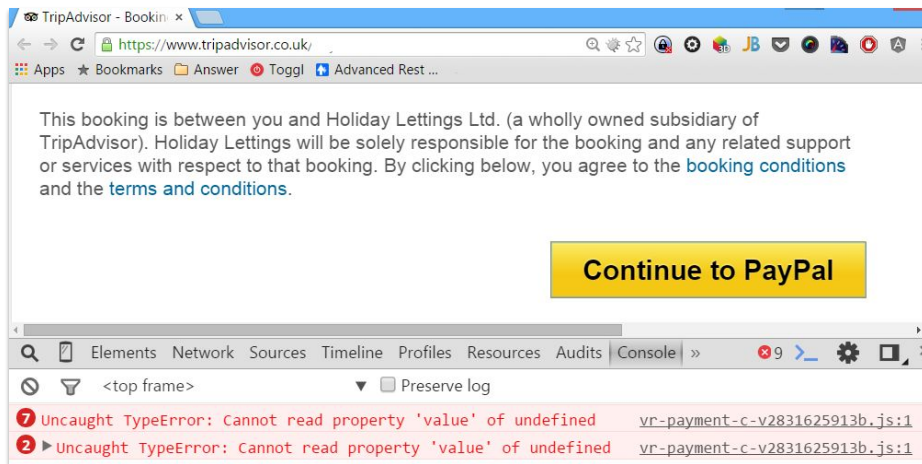 TripAdvisor - Bookin
https://www.tripadvisor.co.uk/
Apps Bookmarks Answer Toggl Advanced Rest ...
This booking is between you and Holiday Lettings Ltd. (a wholly owned subsidiary of
TripAdvisor). Holiday Lettings will be solely responsible for the booking and any related support
or services with respect to that booking. By clicking below, you agree to the booking conditions
and the terms and conditions.
Continue to PayPal
Elements Network Sources Timeline Profiles Resources Audits Console » 9
<top frame> Preserve log
7 Uncaught TypeError: Cannot read property 'value' of undefined vr-payment-c-v2831625913b.js:1
2 Uncaught TypeError: Cannot read property 'value' of undefined vr-payment-c-v2831625913b.js:1